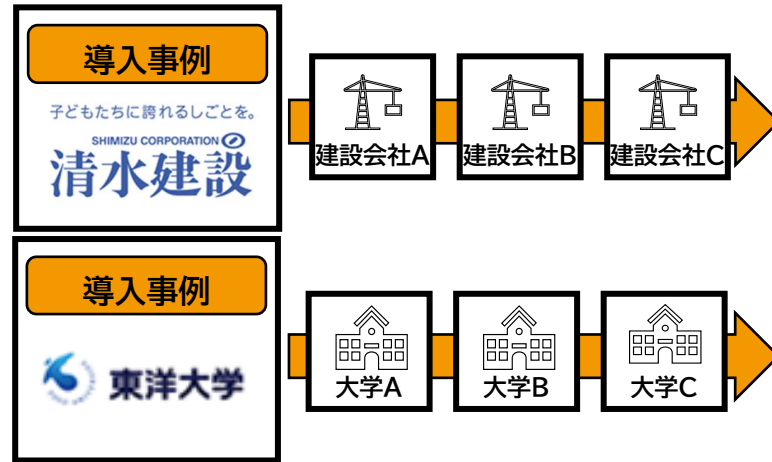 導入事例
子どもたちに誇れるしごとを。
SHIMIZU CORPORATION
清水建設
建設会社A
建設会社B
建設会社C
導入事例
東洋大学
大学A
大学B
大学C